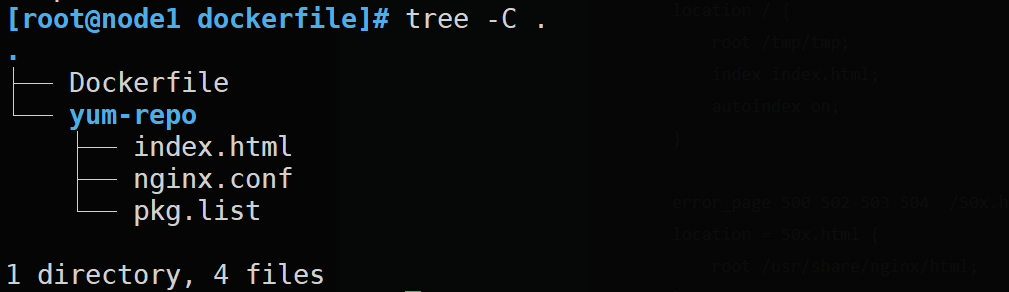 [root@node1 dockerfile]# tree -C .
.
├── Dockerfile
└── yum-repo
    ├── index.html
    ├── nginx.conf
    └── pkg.list
1 directory, 4 files
location / {
root /tmp/tmp;
index index.html;
autoindex on;
}
error_page 500 502 503 504 /50x.h
location = 50x.html {
root /usr/share/nginx/html;